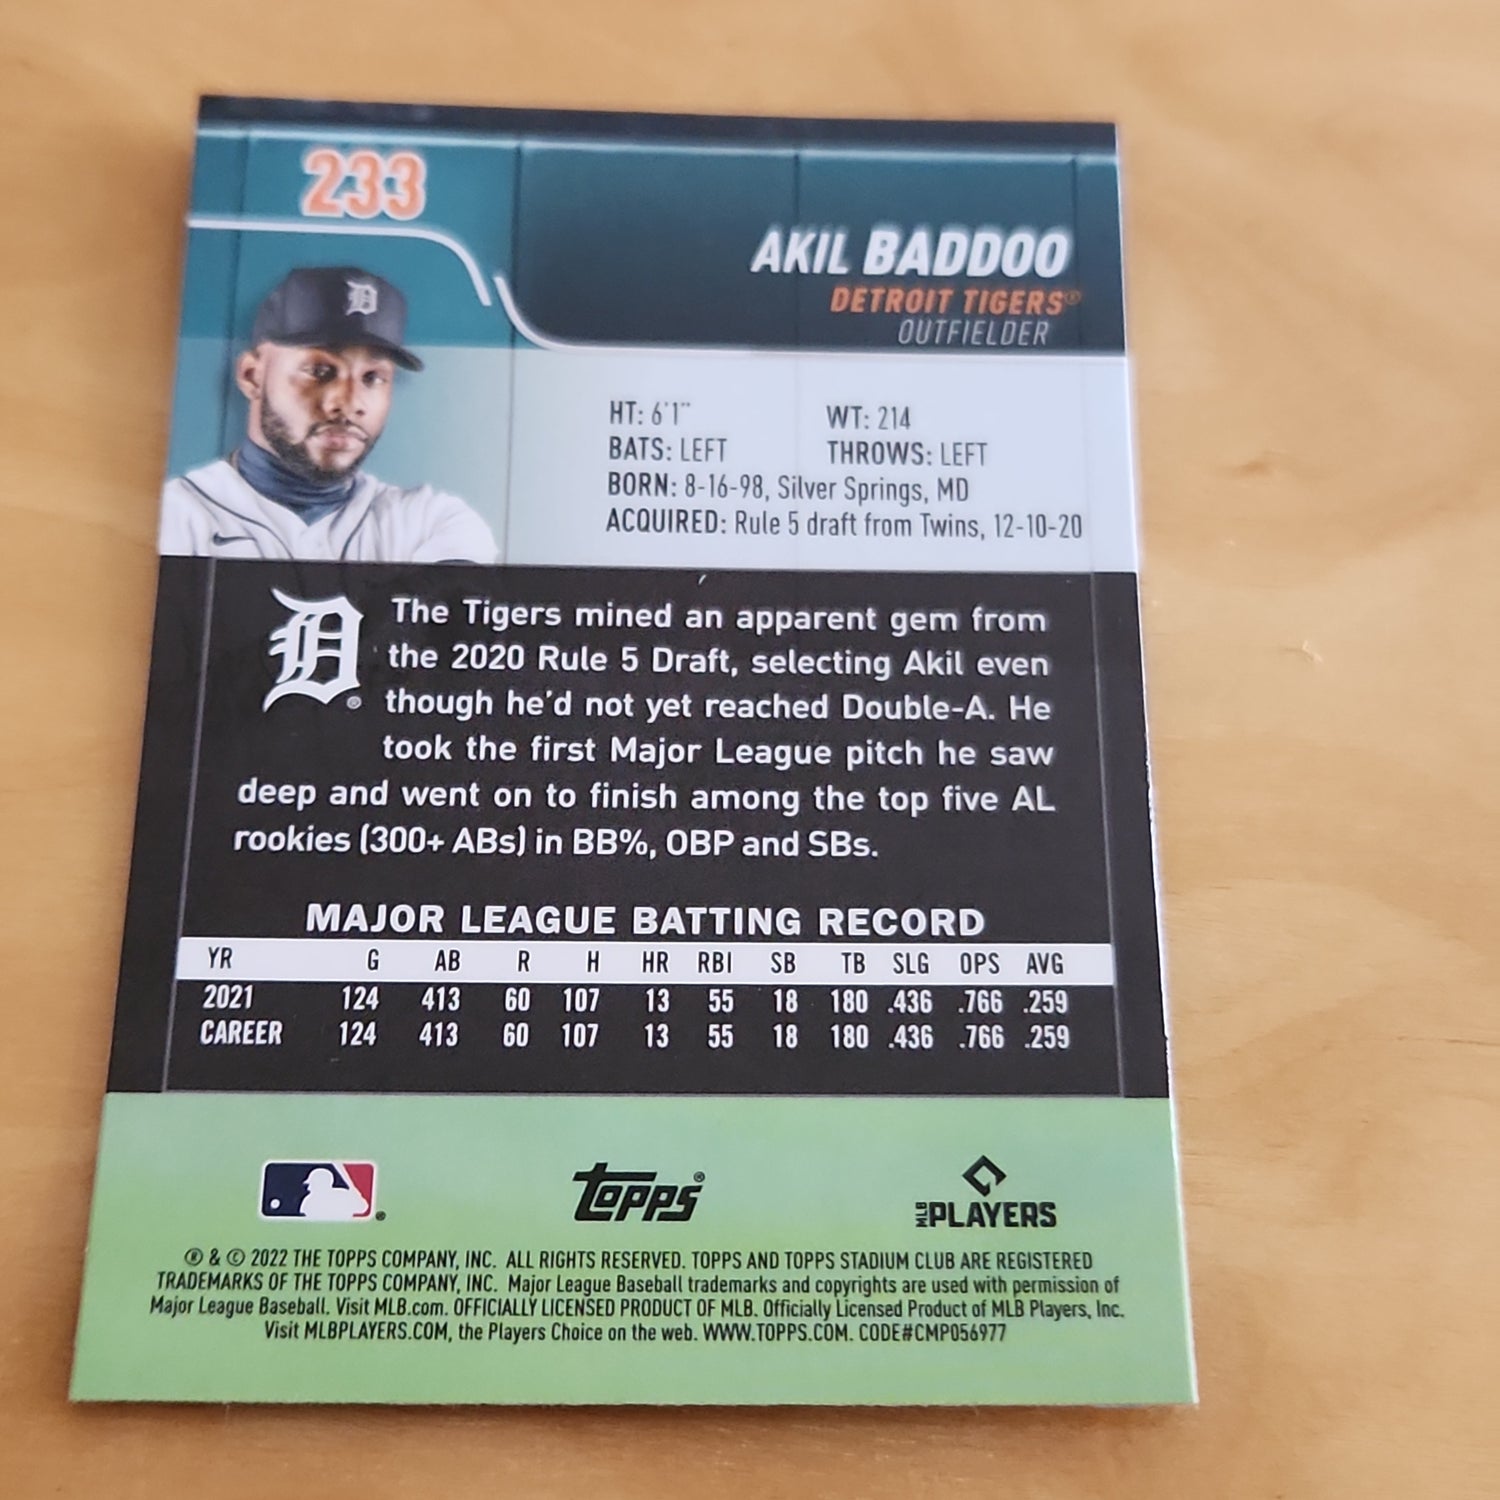 233
AKIL BADDOO
DETROIT TIGERS®
OUTFIELDER
HT: 6'1" WT: 214
BATS: LEFT THROWS: LEFT
BORN: 8-16-98, Silver Springs, MD
ACQUIRED: Rule 5 draft from Twins, 12-10-20
The Tigers mined an apparent gem from
the 2020 Rule 5 Draft, selecting Akil even
though he'd not yet reached Double-A. He
took the first Major League pitch he saw
deep and went on to finish among the top five AL
rookies (300+ ABs) in BB%, OBP and SBs.
MAJOR LEAGUE BATTING RECORD
YR G AB R H HR RBI SB TB SLG OPS AVG
2021 124 413 60 107 13 55 18 180 .436 .766 .259
CAREER 124 413 60 107 13 55 18 180 .436 .766 .259
TOPPS®
MLB PLAYERS
® & © 2022 THE TOPPS COMPANY, INC. ALL RIGHTS RESERVED. TOPPS AND TOPPS STADIUM CLUB ARE REGISTERED
TRADEMARKS OF THE TOPPS COMPANY, INC. Major League Baseball trademarks and copyrights are used with permission of
Major League Baseball. Visit MLB.com. OFFICIALLY LICENSED PRODUCT OF MLB. Officially Licensed Product of MLB Players, Inc.
Visit MLBPLAYERS.COM, the Players Choice on the web. WWW.TOPPS.COM. CODE#CMP056977